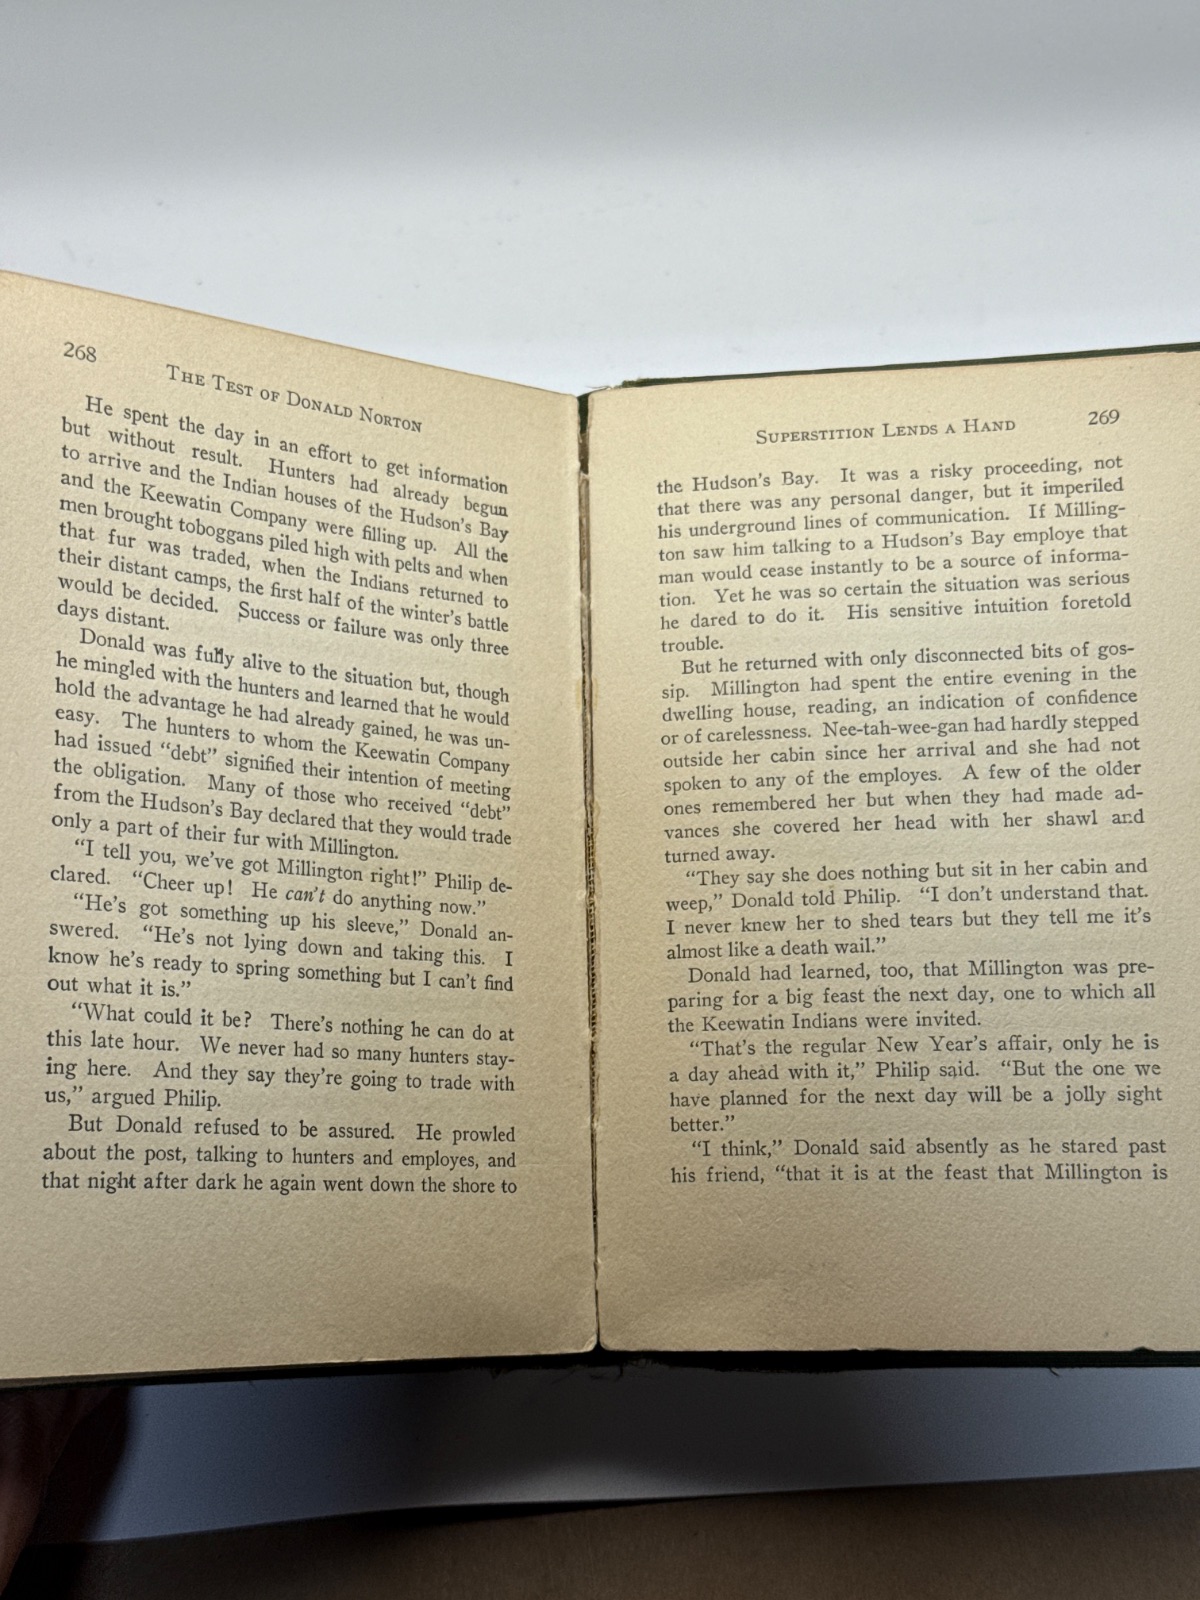 268
THE TEST OF DONALD NORTON
He spent the day in an effort to get information
but without result. Hunters had already begun
to arrive and the Indian houses of the Hudson's Bay
and the Keewatin Company were filling up. All the
men brought toboggans piled high with pelts and when
that fur was traded, when the Indians returned to
their distant camps, the first half of the winter's battle
would be decided. Success or failure was only three
days distant.
Donald was fully alive to the situation but, though
he mingled with the hunters and learned that he would
hold the advantage he had already gained, he was un-
easy. The hunters to whom the Keewatin Company
had issued “debt” signified their intention of meeting
the obligation. Many of those who received “debt”
from the Hudson's Bay declared that they would trade
only a part of their fur with Millington.
“I tell you, we've got Millington right!” Philip de-
clared. “Cheer up! He can't do anything now.”
“He's got something up his sleeve,” Donald an-
swered. “He's not lying down and taking this. I
know he's ready to spring something but I can't find
out what it is.”
“What could it be? There's nothing he can do at
this late hour. We never had so many hunters stay-
ing here. And they say they're going to trade with
us,” argued Philip.
But Donald refused to be assured. He prowled
about the post, talking to hunters and employes, and
that night after dark he again went down the shore to
SUPERSTITION LENDS A HAND 269
the Hudson's Bay. It was a risky proceeding, not
that there was any personal danger, but it imperiled
his underground lines of communication. If Milling-
ton saw him talking to a Hudson's Bay employe that
man would cease instantly to be a source of informa-
tion. Yet he was so certain the situation was serious
he dared to do it. His sensitive intuition foretold
trouble.
But he returned with only disconnected bits of gos-
sip. Millington had spent the entire evening in the
dwelling house, reading, an indication of confidence
or of carelessness. Nee-tah-wee-gan had hardly stepped
outside her cabin since her arrival and she had not
spoken to any of the employes. A few of the older
ones remembered her but when they had made ad-
vances she covered her head with her shawl and
turned away.
“They say she does nothing but sit in her cabin and
weep,” Donald told Philip. “I don't understand that.
I never knew her to shed tears but they tell me it's
almost like a death wail.”
Donald had learned, too, that Millington was pre-
paring for a big feast the next day, one to which all
the Keewatin Indians were invited.
“That's the regular New Year's affair, only he is
a day ahead with it,” Philip said. “But the one we
have planned for the next day will be a jolly sight
better.”
“I think,” Donald said absently as he stared past
his friend, “that it is at the feast that Millington is